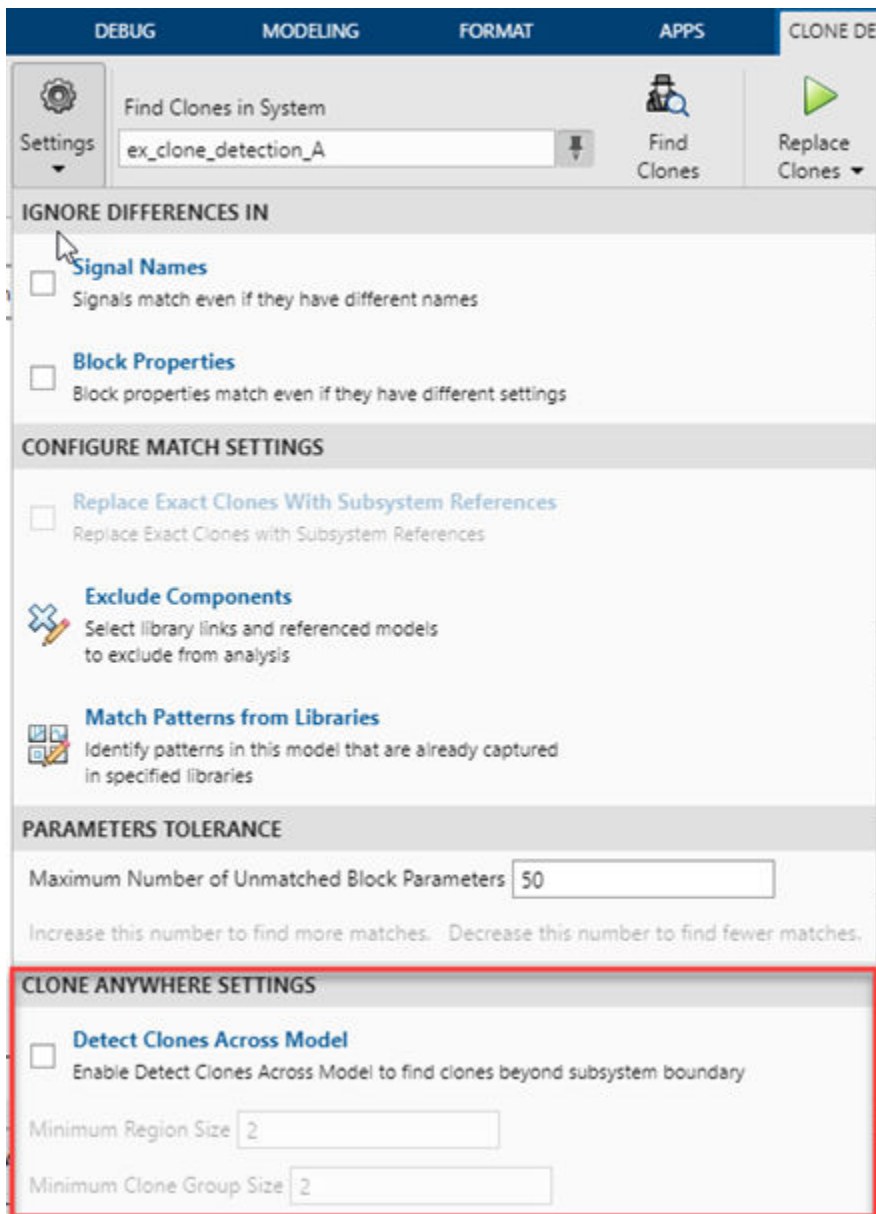 DEBUG MODELING FORMAT APPS CLONE DE
Settings
Find Clones in System
ex_clone_detection_A
Find
Clones
Replace
Clones
IGNORE DIFFERENCES IN
Signal Names
Signals match even if they have different names
Block Properties
Block properties match even if they have different settings
CONFIGURE MATCH SETTINGS
Replace Exact Clones With Subsystem References
Replace Exact Clones with Subsystem References
Exclude Components
Select library links and referenced models
to exclude from analysis
Match Patterns from Libraries
Identify patterns in this model that are already captured
in specified libraries
PARAMETERS TOLERANCE
Maximum Number of Unmatched Block Parameters 50
Increase this number to find more matches. Decrease this number to find fewer matches.
CLONE ANYWHERE SETTINGS
Detect Clones Across Model
Enable Detect Clones Across Model to find clones beyond subsystem boundary
Minimum Region Size 2
Minimum Clone Group Size 2